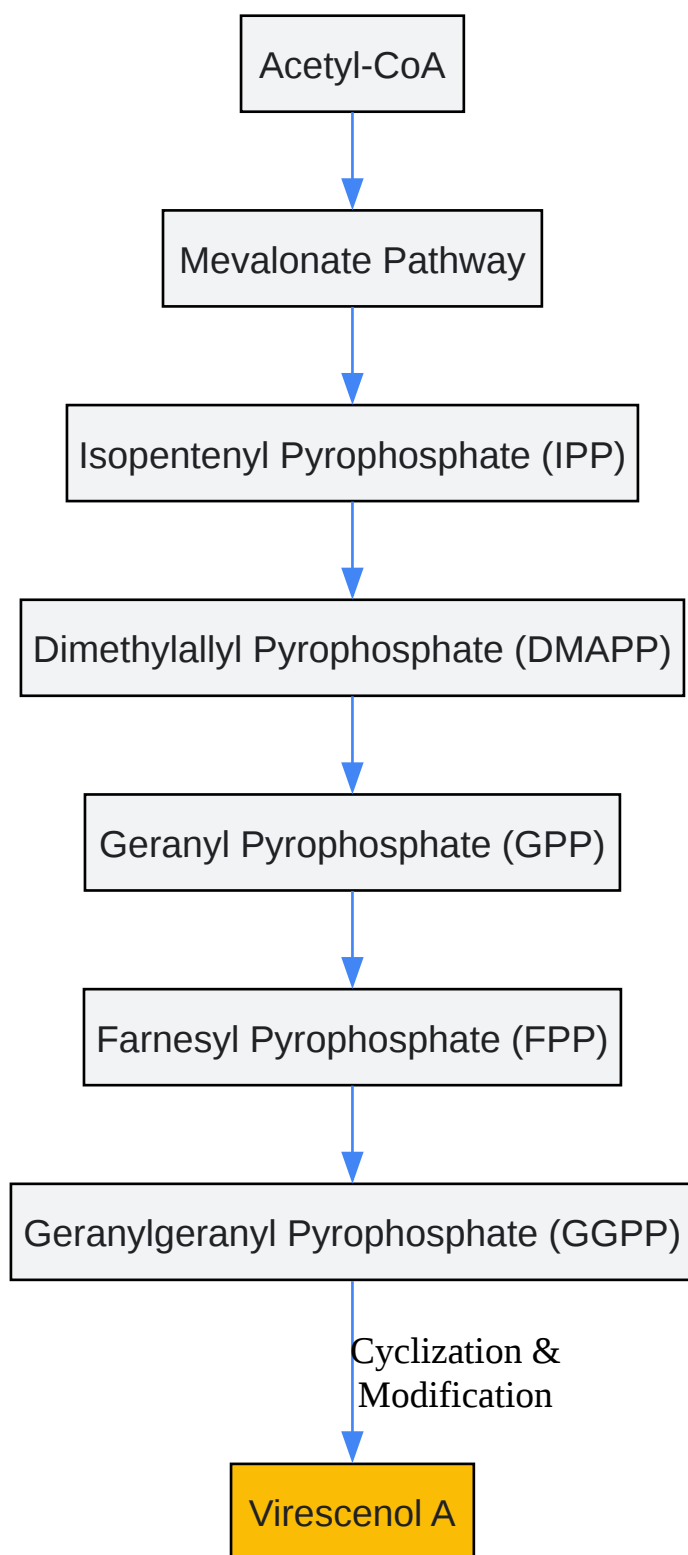 Acetyl-CoA
Mevalonate Pathway
Isopentenyl Pyrophosphate (IPP)
Dimethylallyl Pyrophosphate (DMAPP)
Geranyl Pyrophosphate (GPP)
Farnesyl Pyrophosphate (FPP)
Geranylgeranyl Pyrophosphate (GGPP)
Cyclization &
Modification
Virescenol A